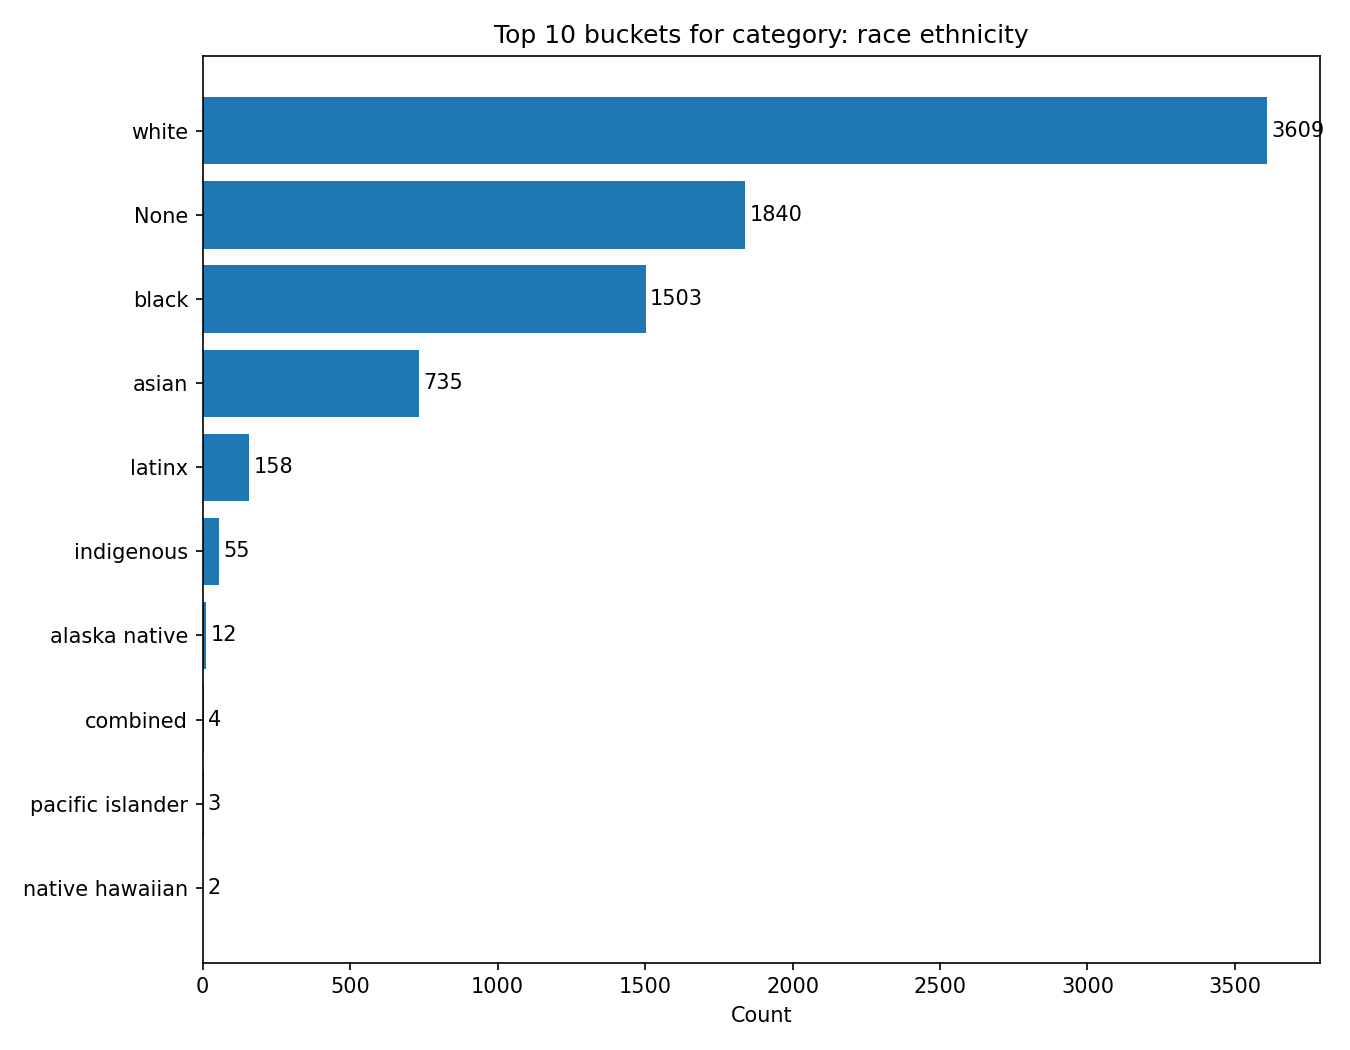 Top 10 buckets for category: race ethnicity
white 3609
None 1840
black 1503
asian 735
latinx 158
indigenous 55
alaska native 12
combined 4
pacific islander 3
native hawaiian 2
0 500 1000 1500 2000 2500 3000 3500
Count